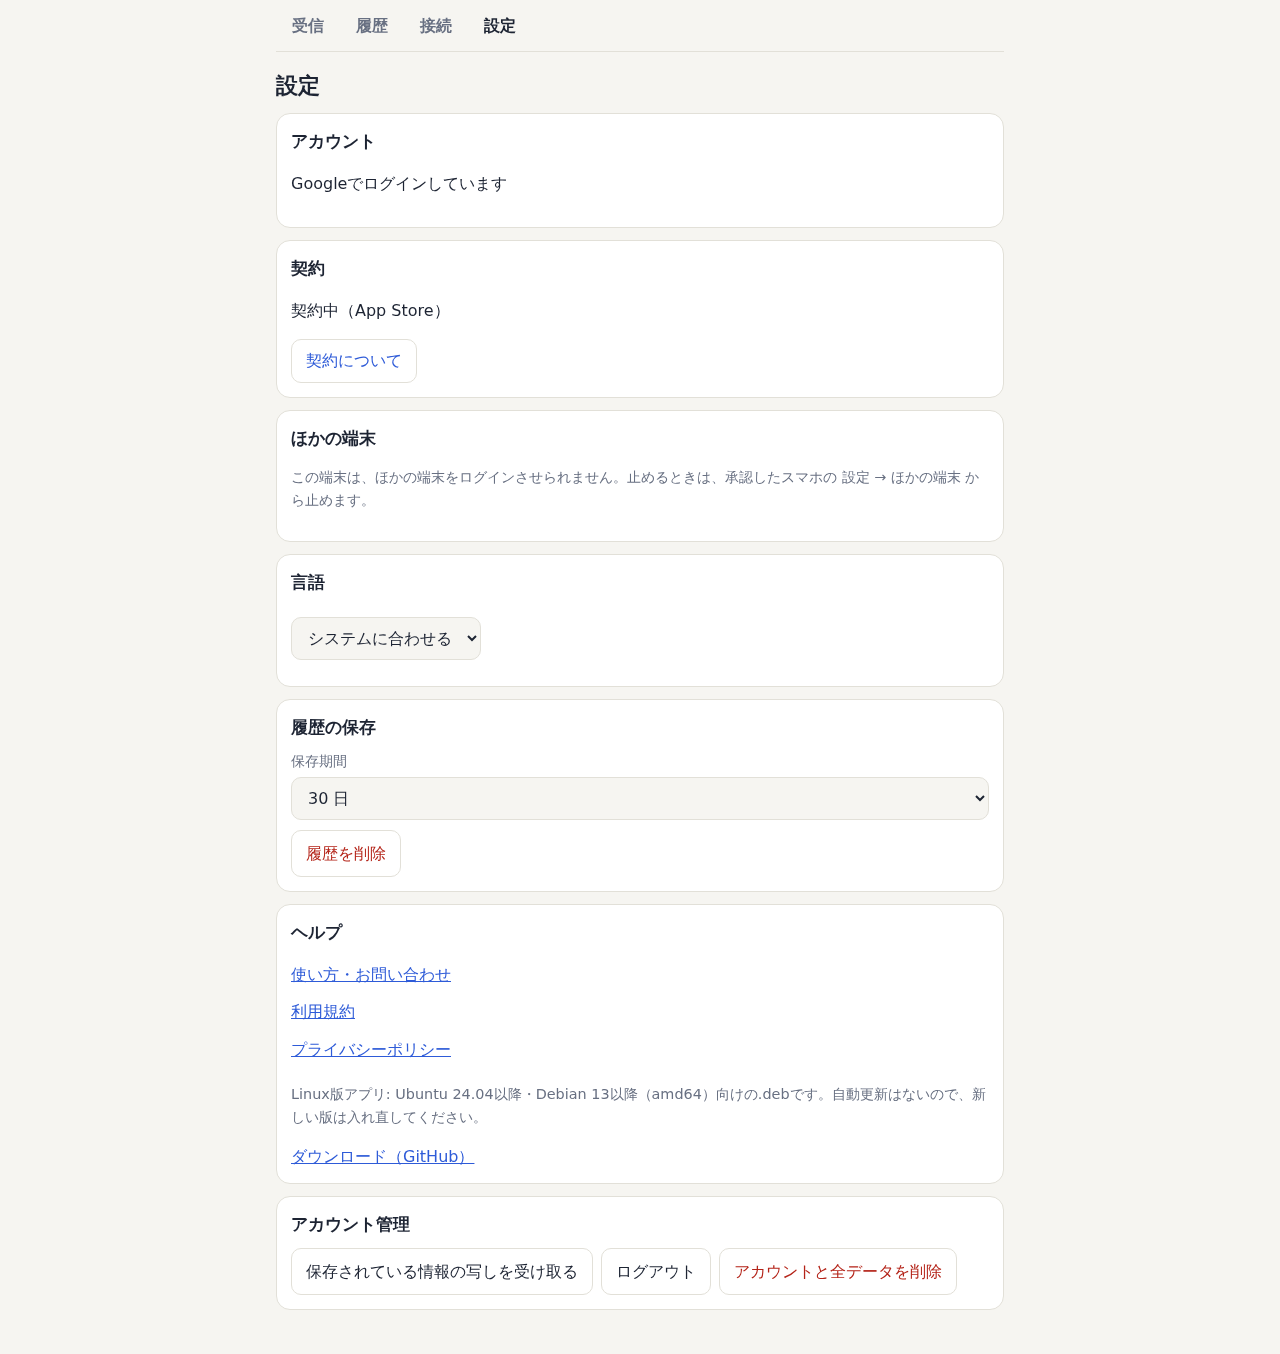 受信 履歴 接続 設定
設定
アカウント
Googleでログインしています
契約
契約中（App Store）
契約について
ほかの端末
この端末は、ほかの端末をログインさせられません。止めるときは、承認したスマホの 設定 → ほかの端末 か
ら止めます。
言語
システムに合わせる
履歴の保存
保存期間
30 日
履歴を削除
ヘルプ
使い方・お問い合わせ
利用規約
プライバシーポリシー
Linux版アプリ: Ubuntu 24.04以降・Debian 13以降（amd64）向けの.debです。自動更新はないので、新
しい版は入れ直してください。
ダウンロード（GitHub）
アカウント管理
保存されている情報の写しを受け取る ログアウト アカウントと全データを削除